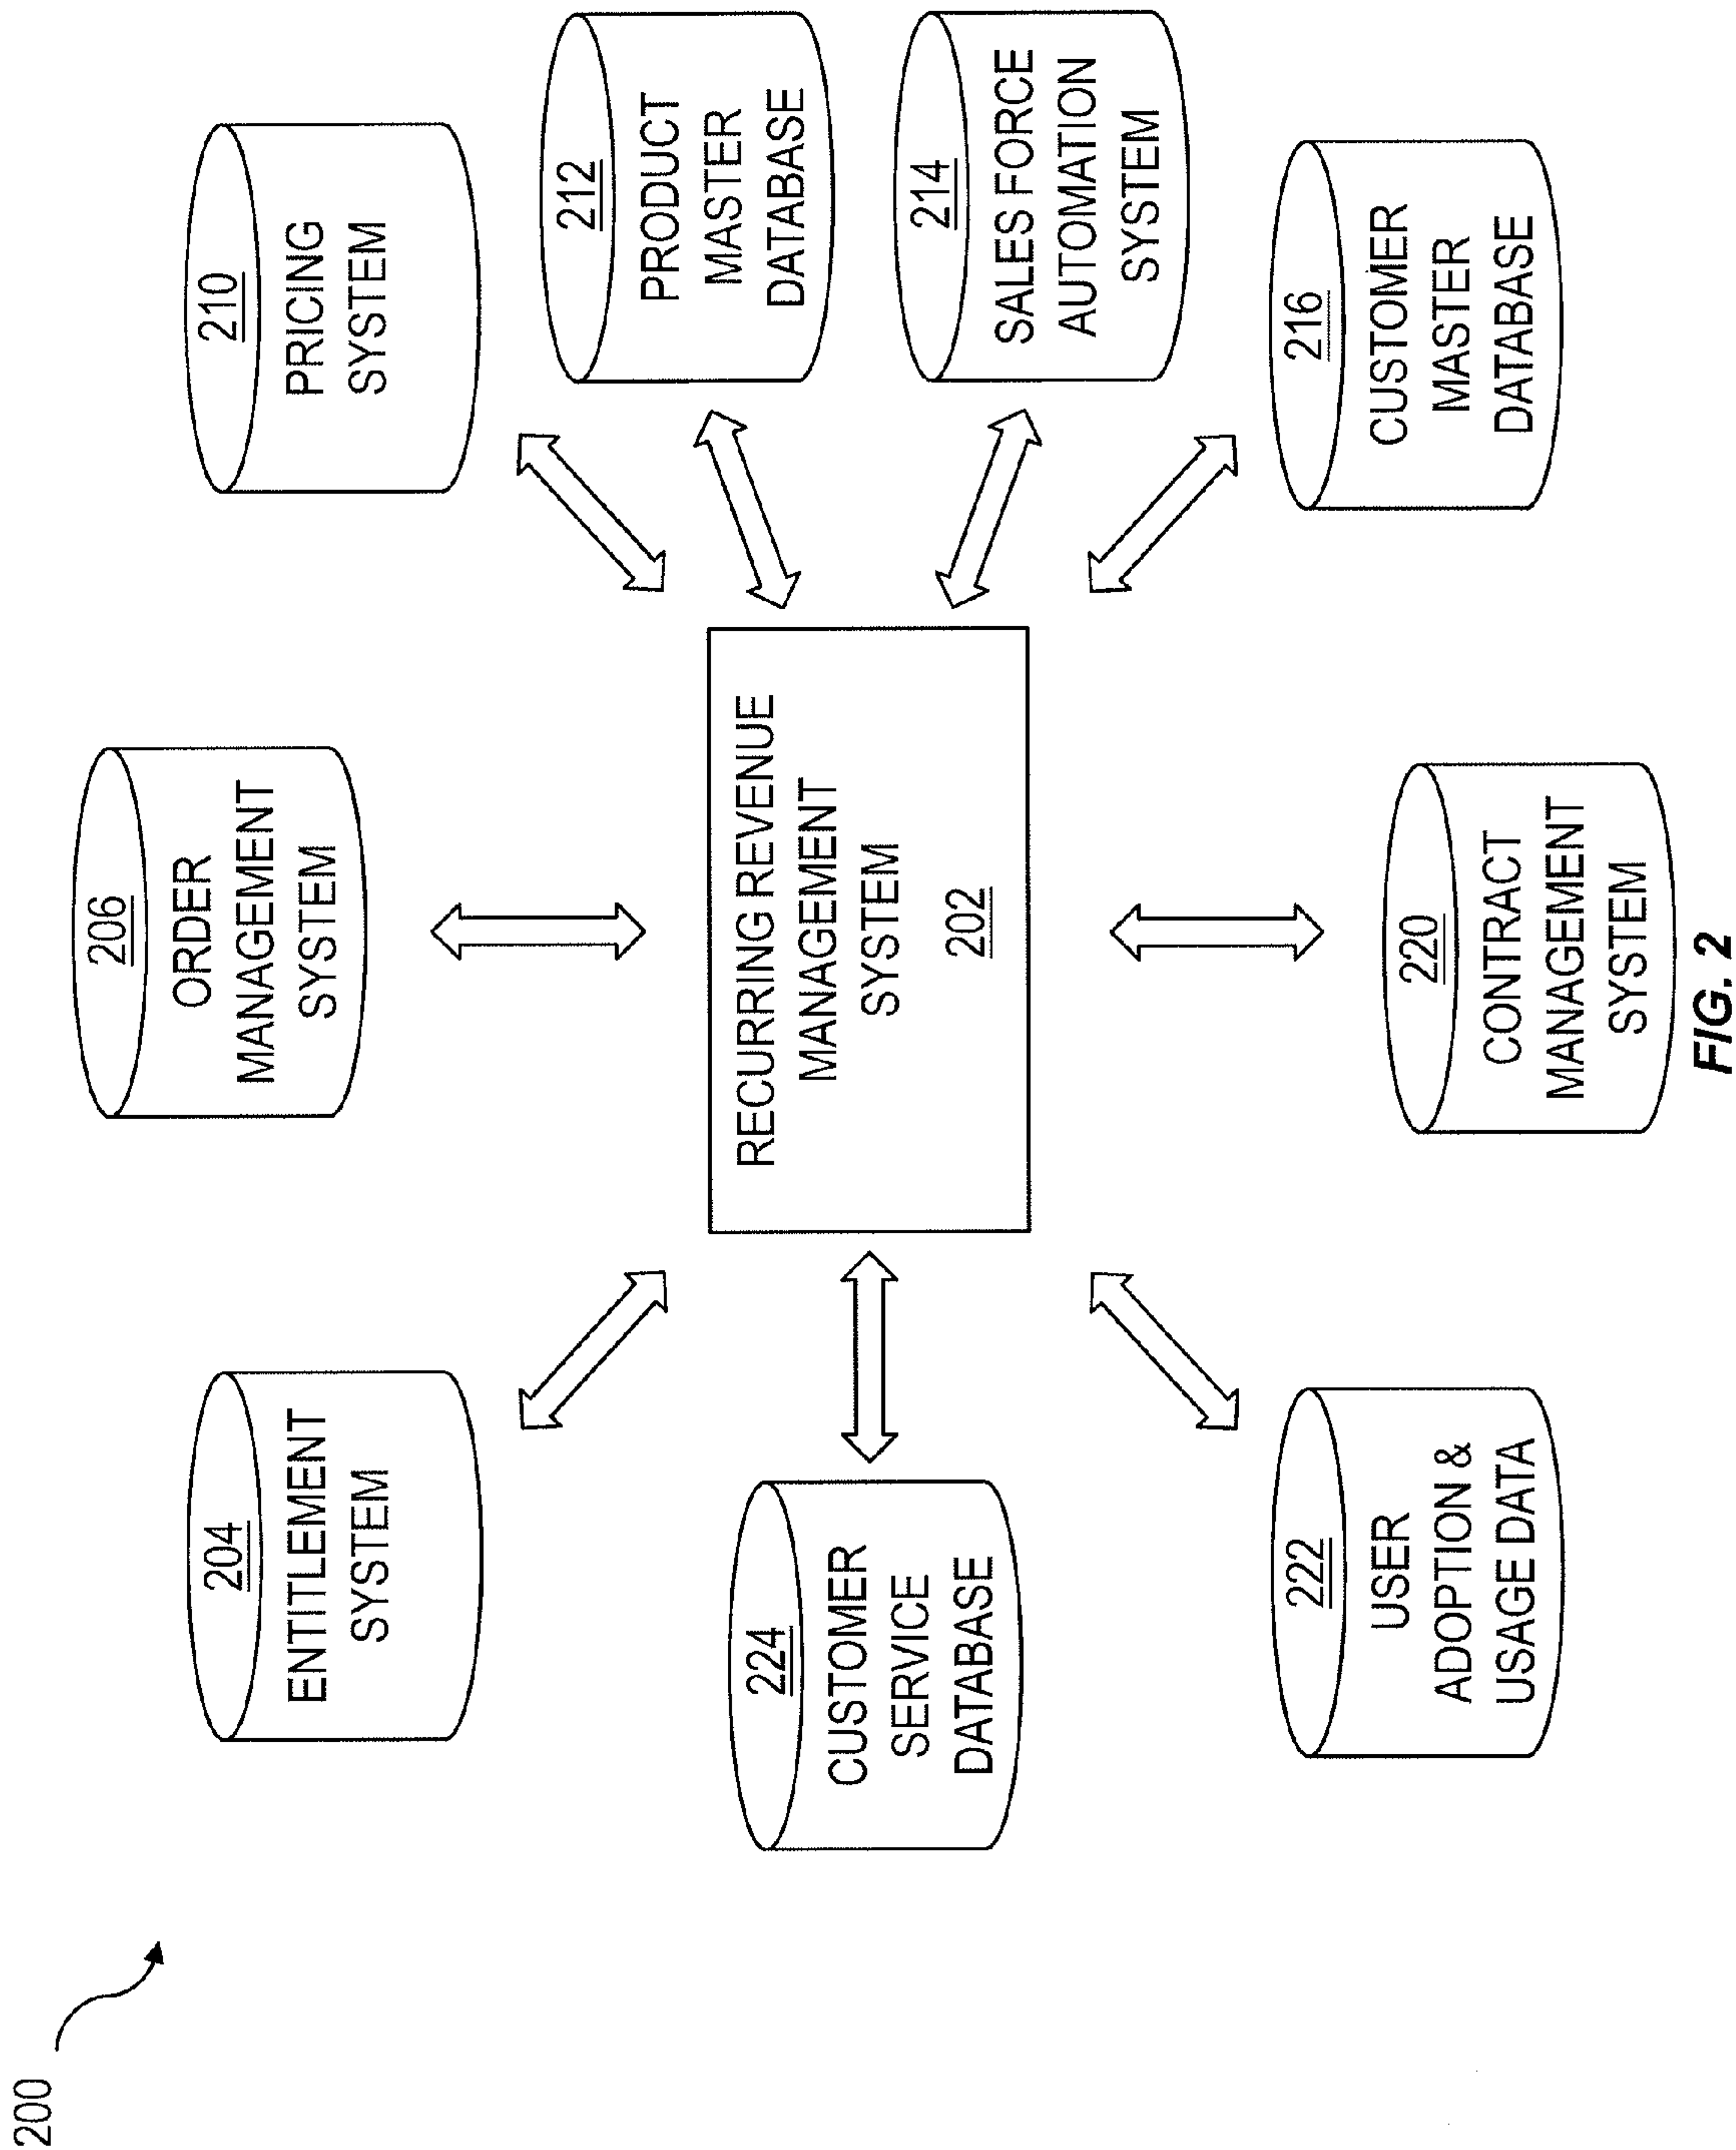 200
204
ENTITLEMENT
SYSTEM
206
ORDER
MANAGEMENT
SYSTEM
210
PRICING
SYSTEM
224
CUSTOMER
SERVICE
DATABASE
RECURRING REVENUE
MANAGEMENT
SYSTEM
202
212
PRODUCT
MASTER
DATABASE
214
SALES FORCE
AUTOMATION
SYSTEM
222
USER
ADOPTION &
USAGE DATA
220
CONTRACT
MANAGEMENT
SYSTEM
216
CUSTOMER
MASTER
DATABASE
FIG. 2